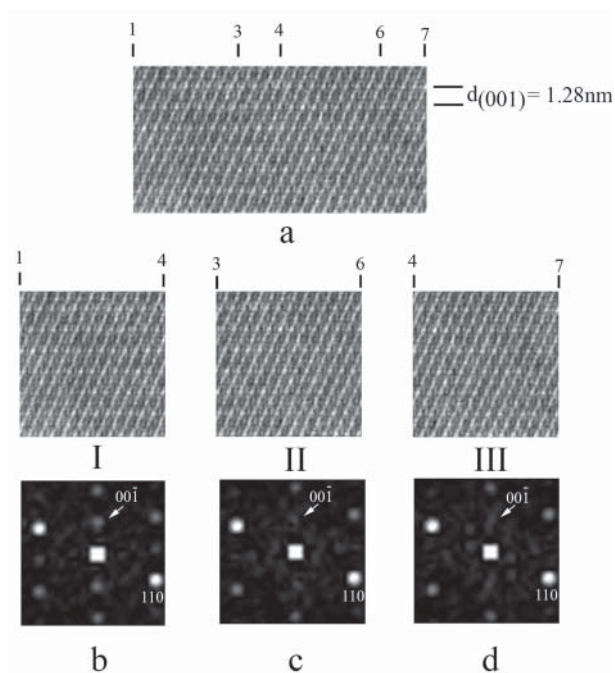 1 3 4 6 7
d(001) = 1.28nm
a
1 4 3 6 4 7
I II III
001̄ 001̄ 001̄
110 110 110
b c d